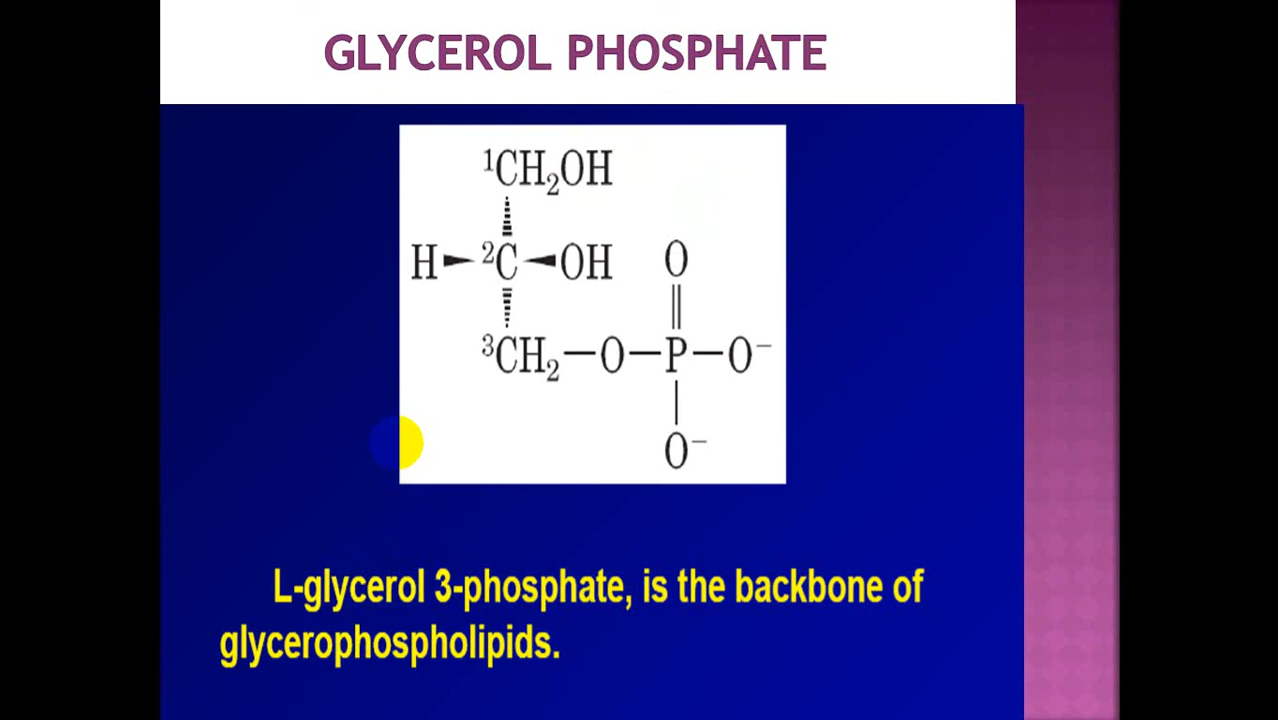 GLYCEROL PHOSPHATE
¹CH₂OH
H ²C OH O
³CH₂—O—P—O⁻
O⁻
L-glycerol 3-phosphate, is the backbone of
glycerophospholipids.